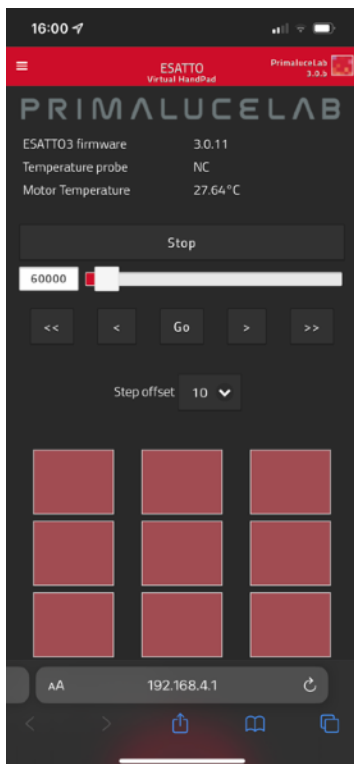 16:00
ESATTO
Virtual HandPad
PrimaluceLab
3.0.b
PRIMALUCELAB
ESATTO3 firmware 3.0.11
Temperature probe NC
Motor Temperature 27.64°C
Stop
60000
<< < Go > >>
Step offset 10
AA 192.168.4.1